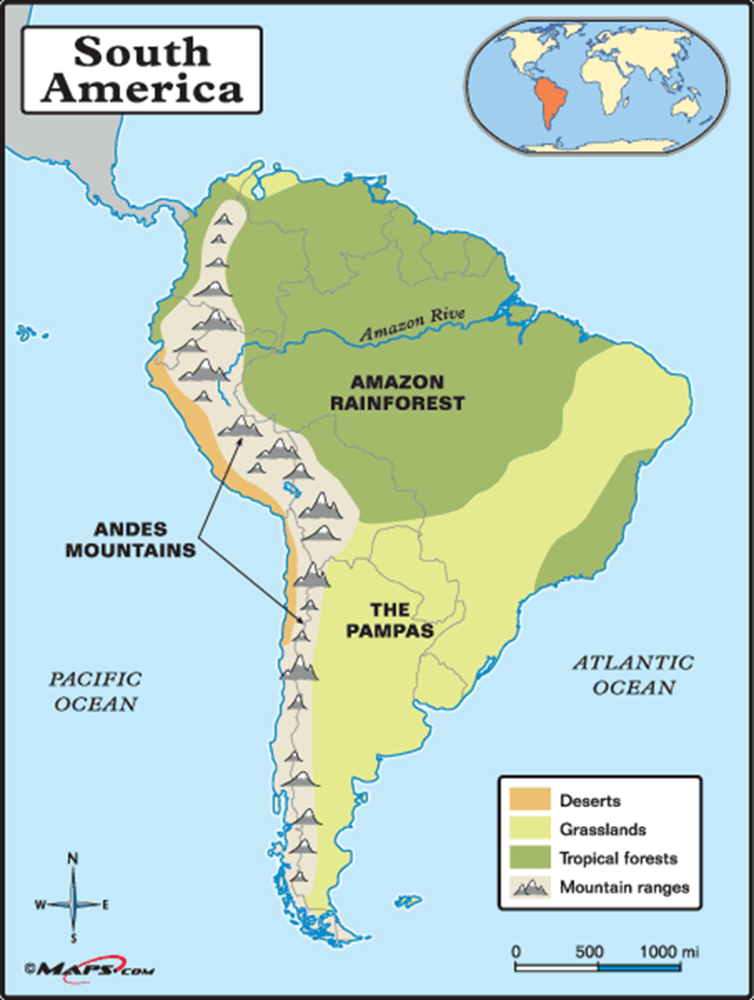 South
America
Amazon Rive
AMAZON
RAINFOREST
ANDES
MOUNTAINS
THE
PAMPAS
PACIFIC
OCEAN
ATLANTIC
OCEAN
Deserts
Grasslands
Tropical forests
Mountain ranges
N
W E
S
0 500 1000 mi
©MAPS.COM